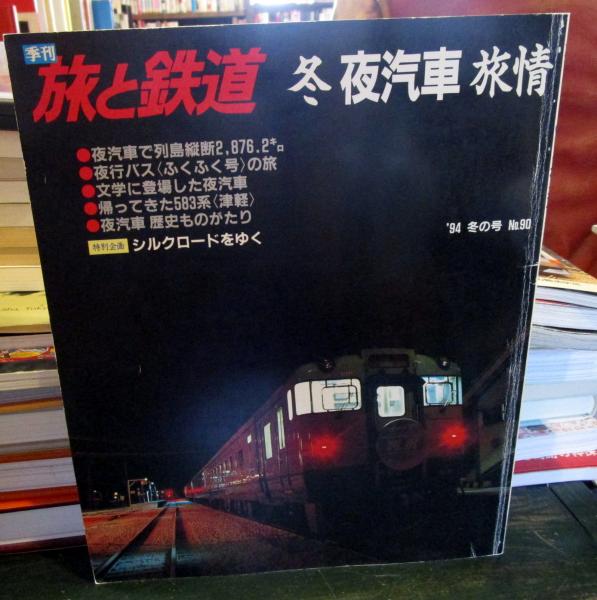 季刊
旅と鉄道 冬 夜汽車 旅情
●夜汽車で列島縦断2,876.2㌔
●夜行バス〈ふくふく号〉の旅
●文学に登場した夜汽車
●帰ってきた583系〈津軽〉
●夜汽車 歴史ものがたり
特別企画 シルクロードをゆく
'94 冬の号 No.90